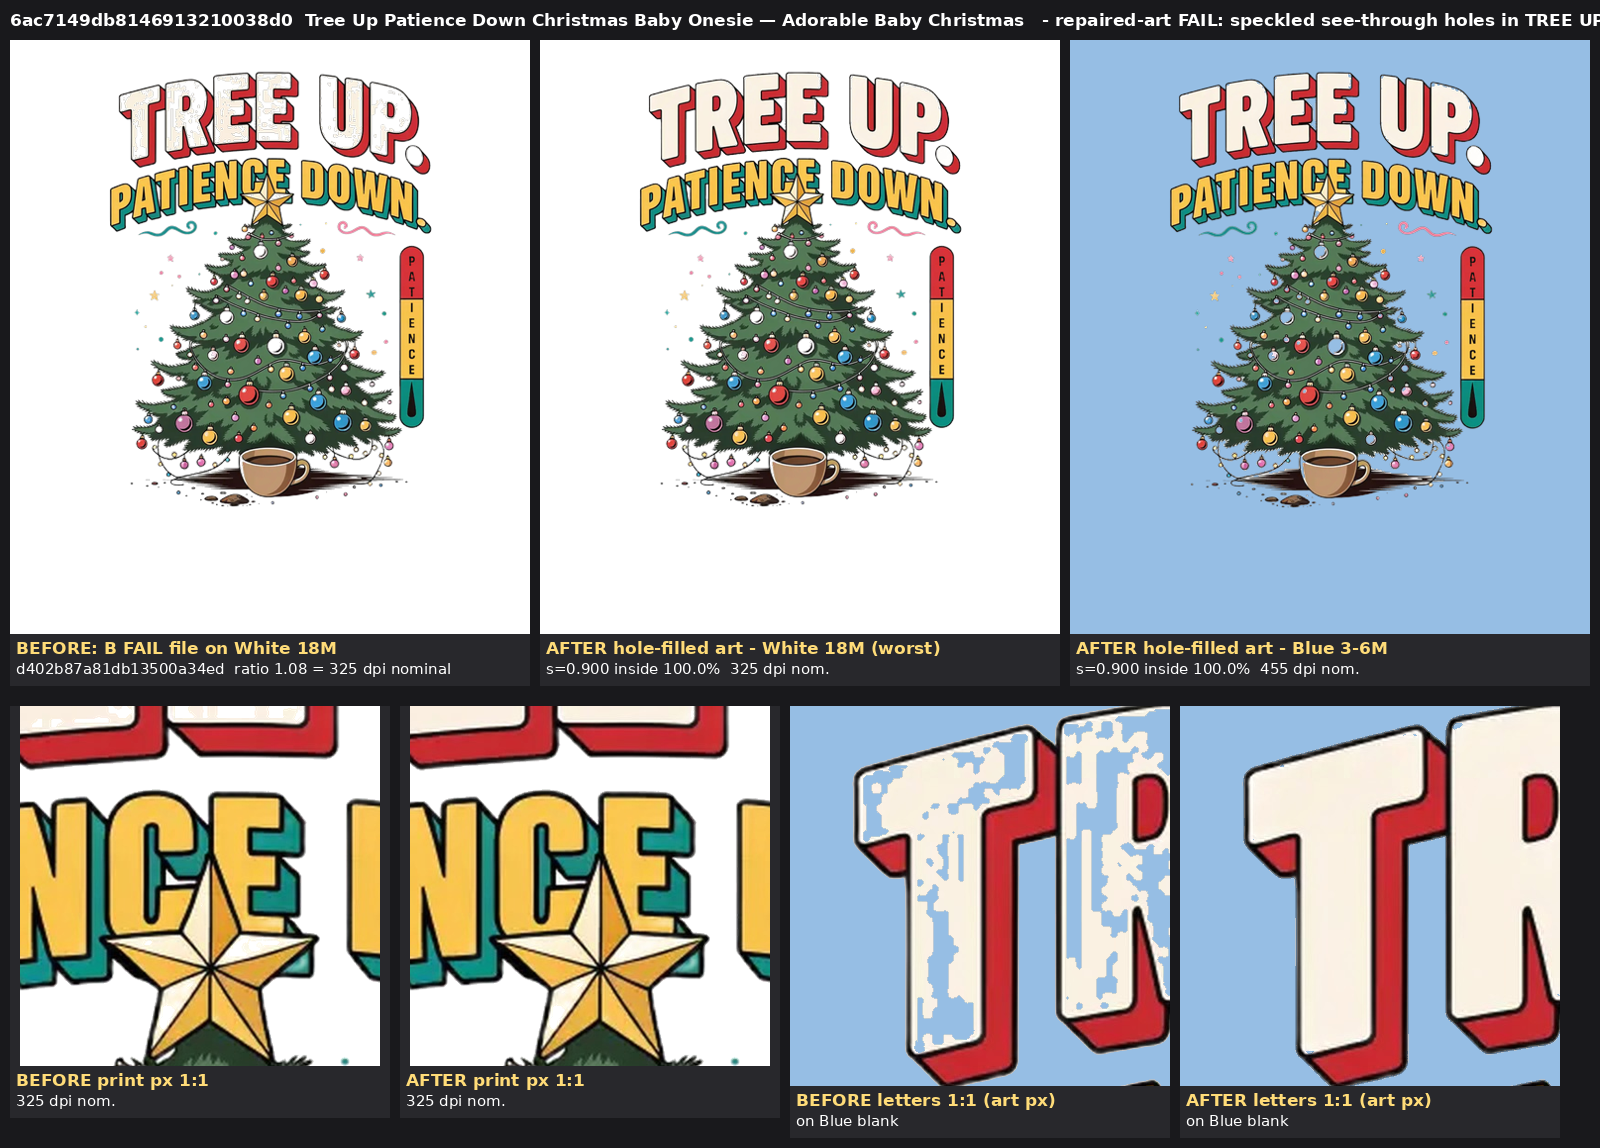 6ac7149db8146913210038d0 Tree Up Patience Down Christmas Baby Onesie — Adorable Baby Christmas - repaired-art FAIL: speckled see-through holes in TREE UP
TREE UP.
PATIENCE DOWN.
PATIENCE
TREE UP.
PATIENCE DOWN.
PATIENCE
TREE UP.
PATIENCE DOWN.
PATIENCE
BEFORE: B FAIL file on White 18M
d402b87a81db13500a34ed ratio 1.08 = 325 dpi nominal
AFTER hole-filled art - White 18M (worst)
s=0.900 inside 100.0% 325 dpi nom.
AFTER hole-filled art - Blue 3-6M
s=0.900 inside 100.0% 455 dpi nom.
NCE
NCE
TR
TR
BEFORE print px 1:1
325 dpi nom.
AFTER print px 1:1
325 dpi nom.
BEFORE letters 1:1 (art px)
on Blue blank
AFTER letters 1:1 (art px)
on Blue blank